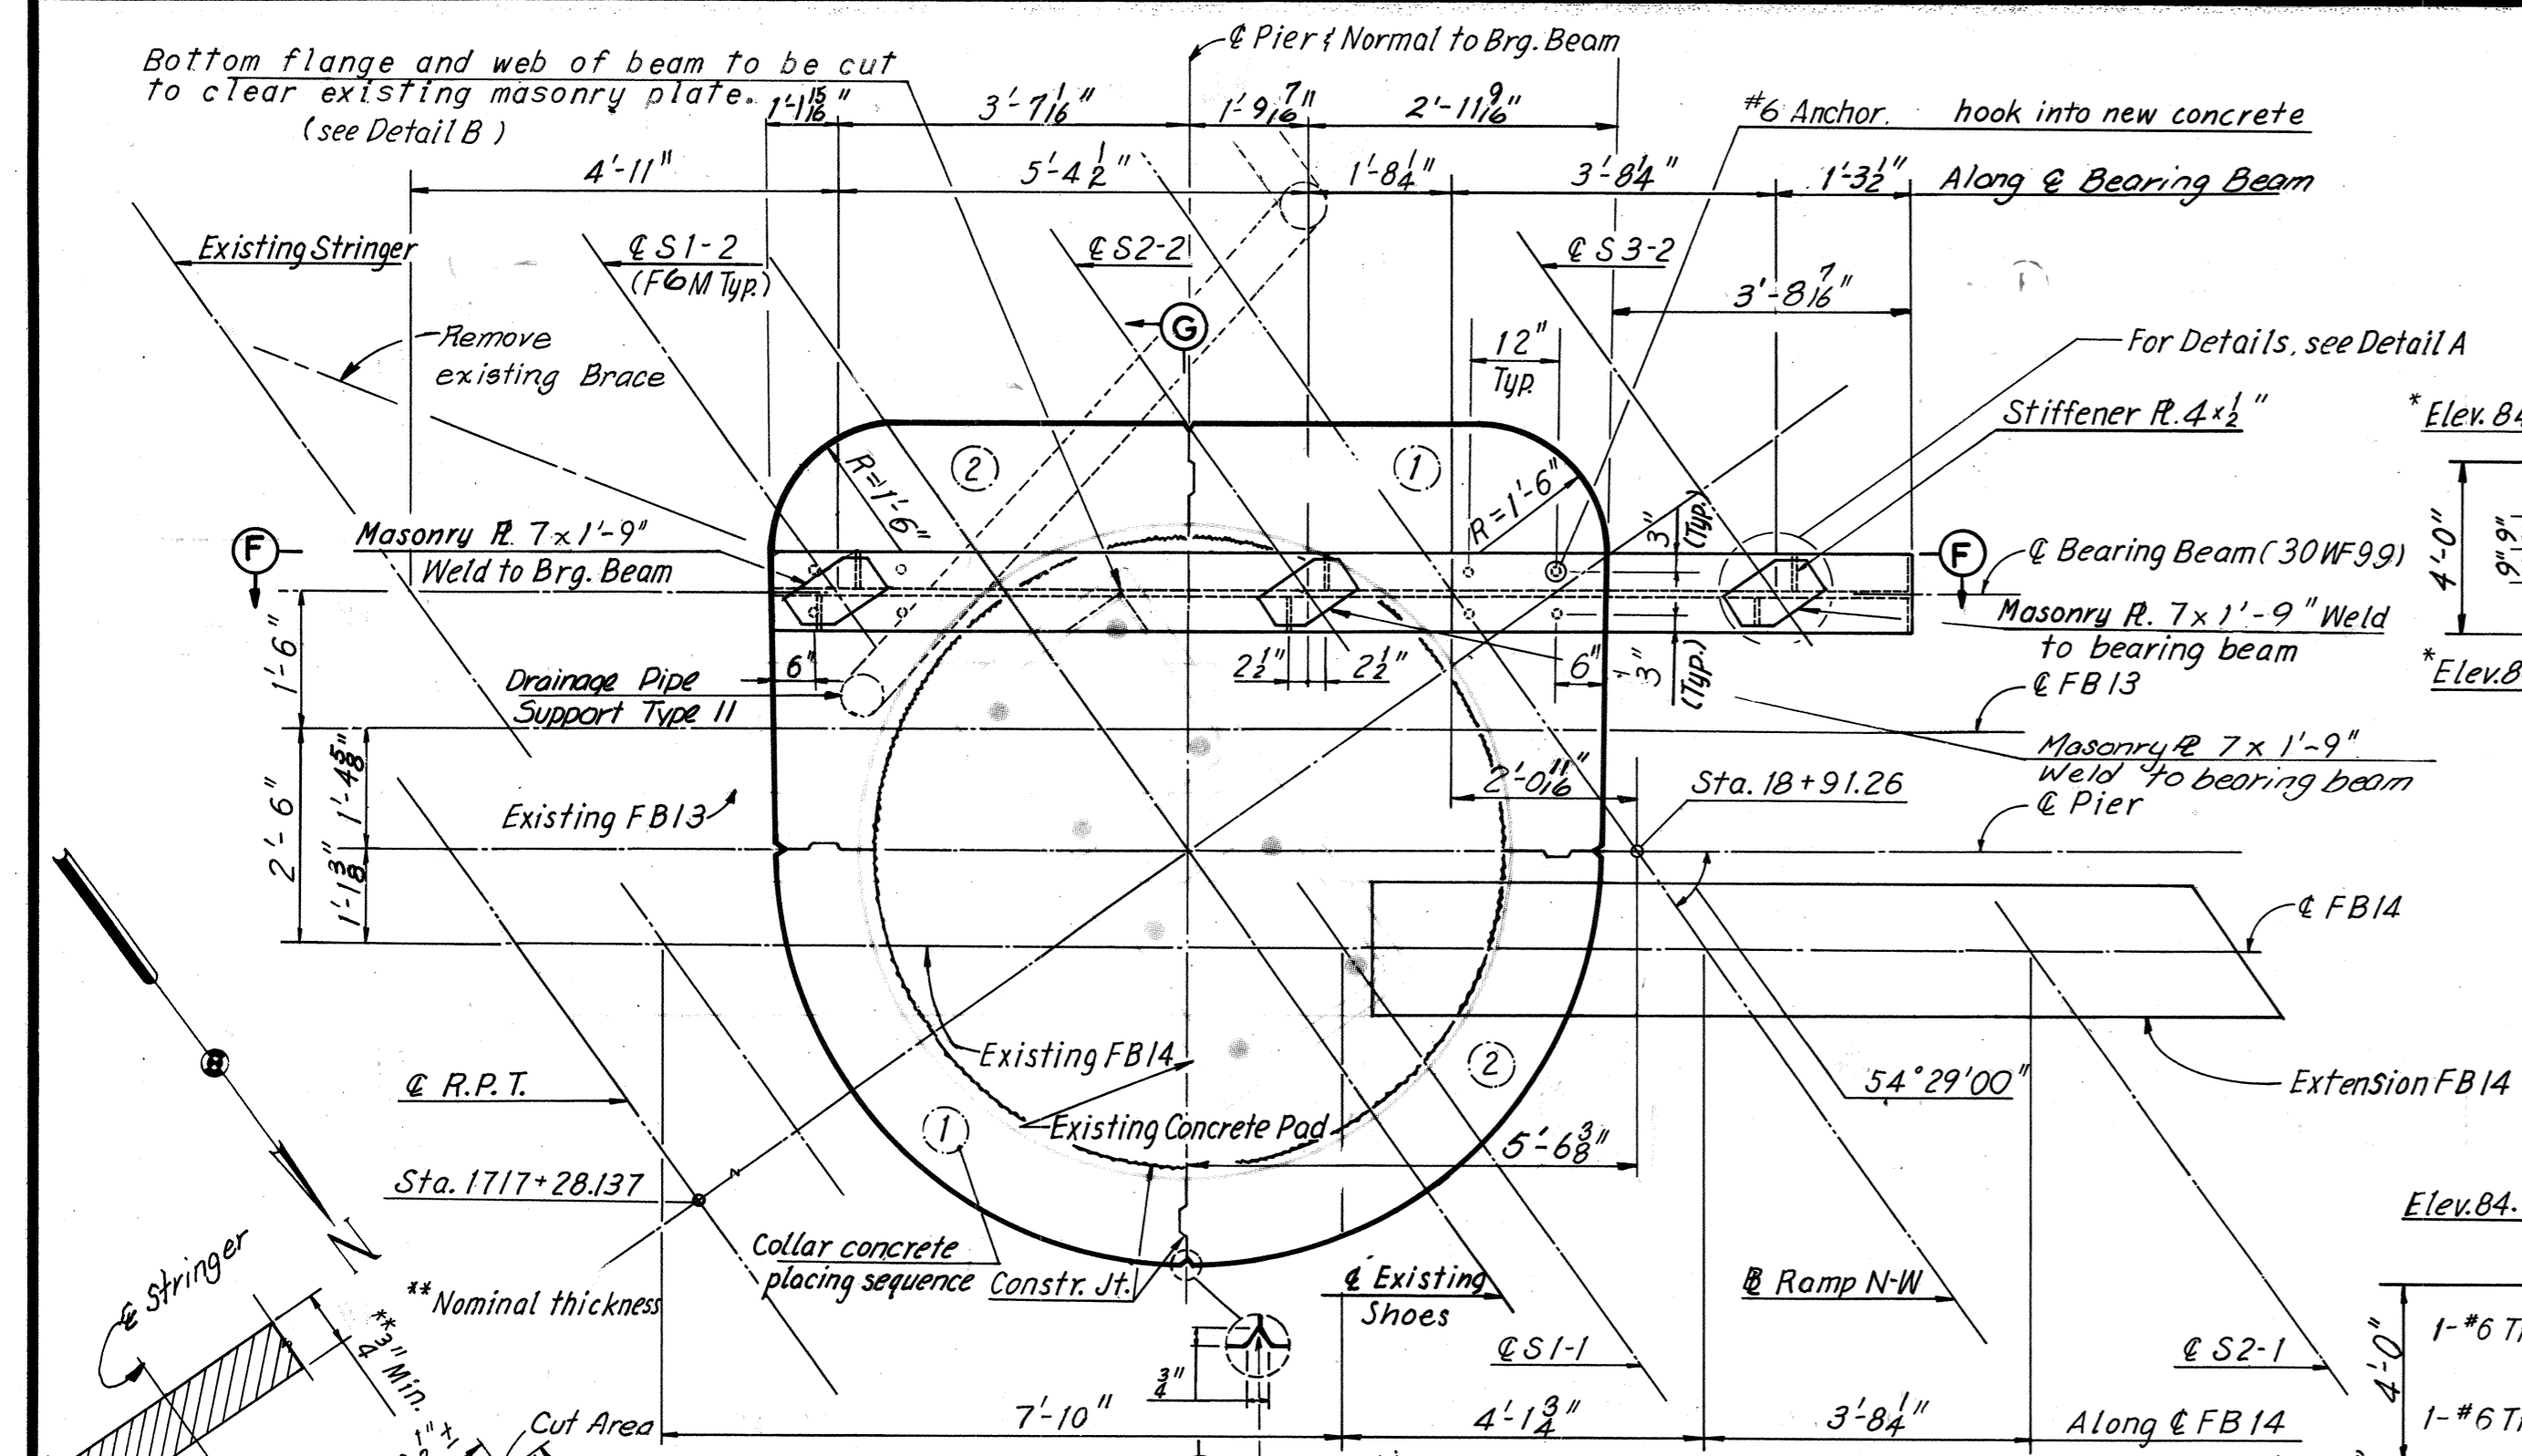 ℄ Pier & Normal to Brg. Beam
Bottom flange and web of beam to be cut
to clear existing masonry plate.
(see Detail B)
1'-1 15/16"
3'-7 1/16"
1'-9 7/16"
2'-11 9/16"
#6 Anchor. hook into new concrete
4'-11"
5'-4 1/2"
1'-8 1/4"
3'-8 1/4"
1'-3 1/2"
Along ℄ Bearing Beam
Existing Stringer
℄ S1-2
(F&M Typ.)
℄ S2-2
℄ S3-2
3'-8 7/16"
G
Remove
existing Brace
12"
Typ.
For Details, see Detail A
Stiffener ℞. 4 x 1/2"
* Elev. 84
2
1
R=1'-6"
R=1'-6"
3"
(Typ.)
4'-0"
9" 9"
F
Masonry ℞. 7 x 1'-9"
Weld to Brg. Beam
F
℄ Bearing Beam (30WF99)
Masonry ℞. 7 x 1'-9" Weld
to bearing beam
1'-6"
6"
2 1/2"
2 1/2"
6"
3"
(Typ.)
Drainage Pipe
Support Type II
℄ FB13
* Elev. 8
Masonry ℞ 7 x 1'-9"
Weld to bearing beam
2'-6"
1'-4 5/8"
1'-1 3/8"
Existing FB13
2'-0 11/16"
Sta. 18+91.26
℄ Pier
℄ FB14
Existing FB14
2
54°29'00"
Extension FB14
℄ R.P.T.
1
Existing Concrete Pad
5'-6 3/8"
Sta. 1717+28.137
Elev. 84.
N
℄ Stringer
Collar concrete
placing sequence
Constr. Jt.
** Nominal thickness
℄ Existing
Shoes
℄ Ramp N-W
** 3/4" Min.
℄ S1-1
℄ S2-1
3/4"
4'-0"
1-#6 T
1-#6 T
Cut Area
7'-10"
4'-1 3/4"
3'-8 1/4"
Along ℄ FB14